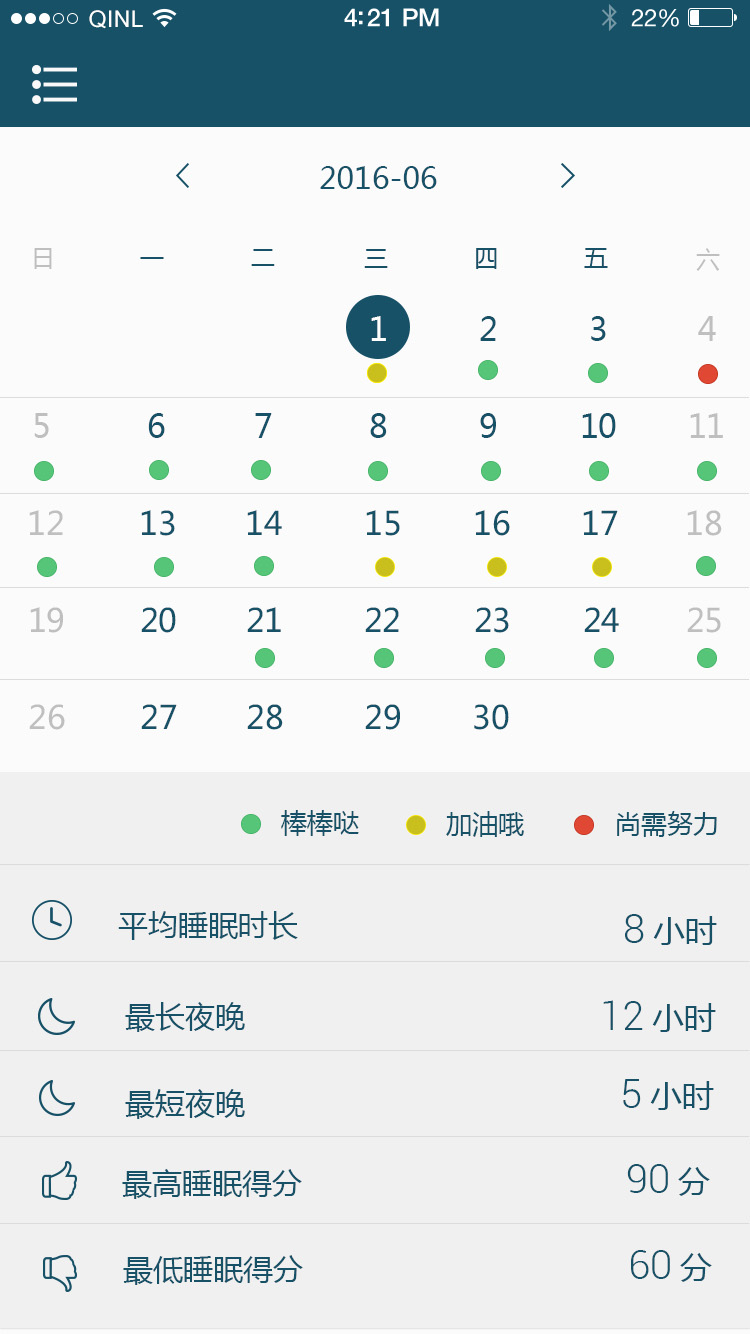 QINL 4:21 PM 22%
2016-06
日 一 二 三 四 五 六
1 2 3 4
5 6 7 8 9 10 11
12 13 14 15 16 17 18
19 20 21 22 23 24 25
26 27 28 29 30
棒棒哒 加油哦 尚需努力
平均睡眠时长 8 小时
最长夜晚 12 小时
最短夜晚 5 小时
最高睡眠得分 90 分
最低睡眠得分 60 分